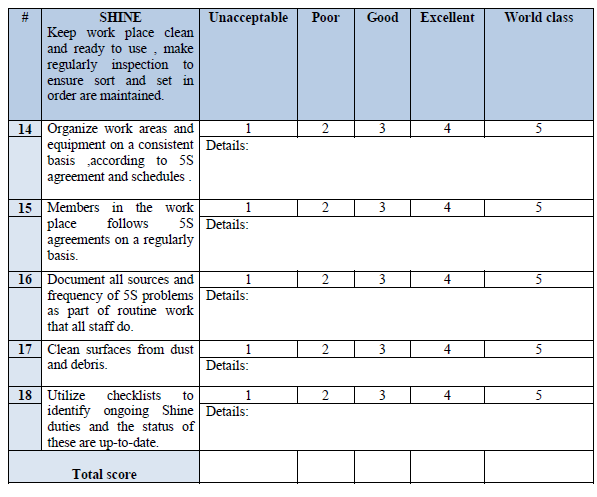 # SHINE Unacceptable Poor Good Excellent World class
Keep work place clean
and ready to use , make
regularly inspection to
ensure sort and set in
order are maintained.
14 Organize work areas and 1 2 3 4 5
equipment on a consistent Details:
basis ,according to 5S
agreement and schedules .
15 Members in the work 1 2 3 4 5
place follows 5S Details:
agreements on a regularly
basis.
16 Document all sources and 1 2 3 4 5
frequency of 5S problems Details:
as part of routine work
that all staff do.
17 Clean surfaces from dust 1 2 3 4 5
and debris. Details:
18 Utilize checklists to 1 2 3 4 5
identify ongoing Shine Details:
duties and the status of
these are up-to-date.
Total score